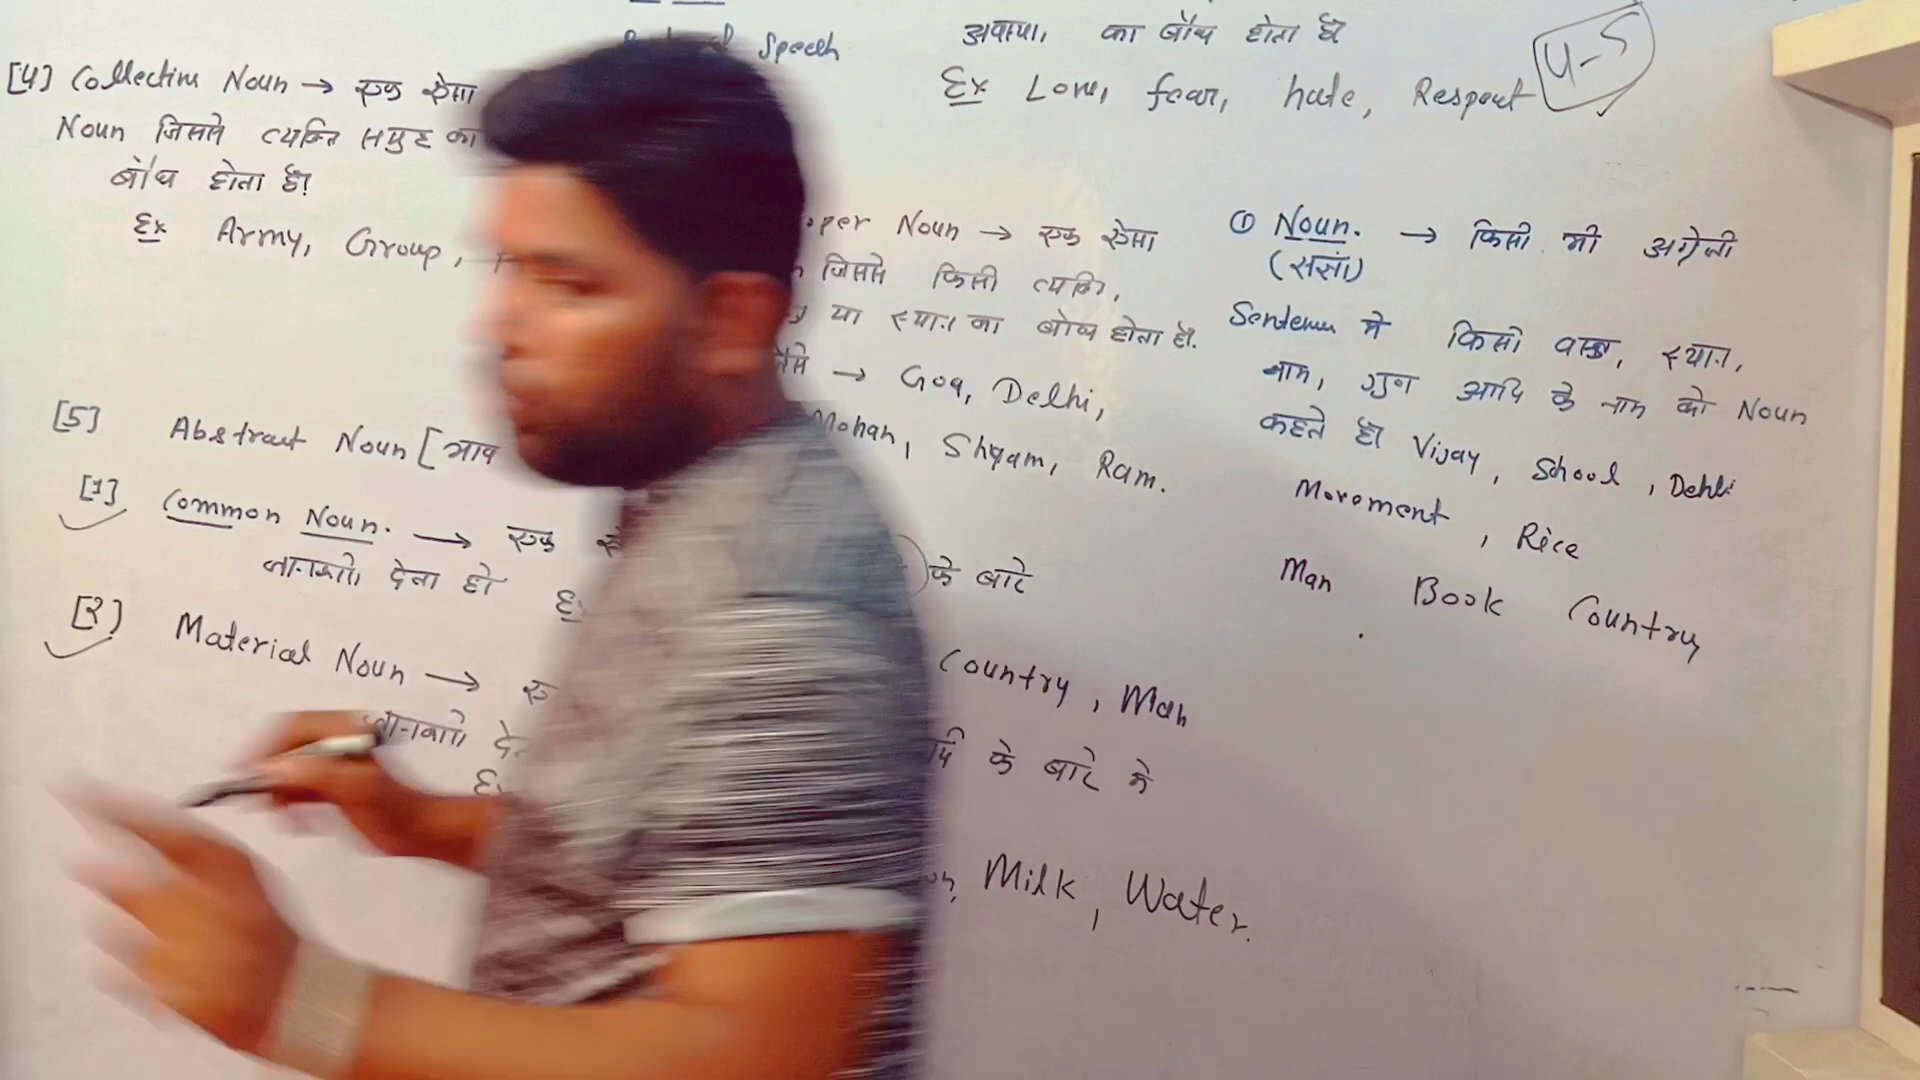 Speech
[4] Collective Noun → एक ऐसा
Noun जिससे व्यक्ति समुह का
बोध होता है।
Ex Army, Group,
[5] Abstract Noun [भाव
अवस्था, का बोध होता है
Ex Love, fear, hate, Respect
4-5
Noun → एक ऐसा
जिससे किसी व्यक्ति,
या स्थान का बोध होता है.
जैसे → Goa, Delhi,
Mohan, Shyam, Ram.
① Noun. → किसी भी अंग्रेजी
(संज्ञा)
Sentence मे किसी वस्तु, स्थान,
नाम, गुण आदि के नाम को Noun
कहते है। Vijay, School, Dehli
Movement, Rice
Man Book Country
[1] Common Noun. → एक
के बारे
जानकारी देता हो
Country, Man
[2] Material Noun →
के बारे मे
जानकारी
Milk, Water.